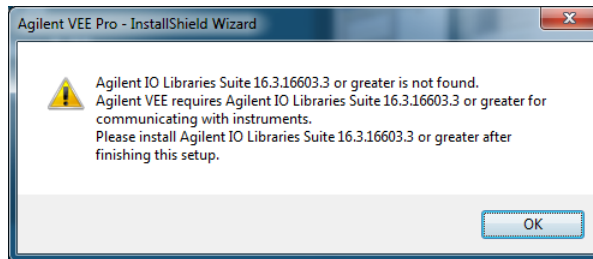 Agilent VEE Pro - InstallShield Wizard
Agilent IO Libraries Suite 16.3.16603.3 or greater is not found.
Agilent VEE requires Agilent IO Libraries Suite 16.3.16603.3 or greater for
communicating with instruments.
Please install Agilent IO Libraries Suite 16.3.16603.3 or greater after
finishing this setup.
OK